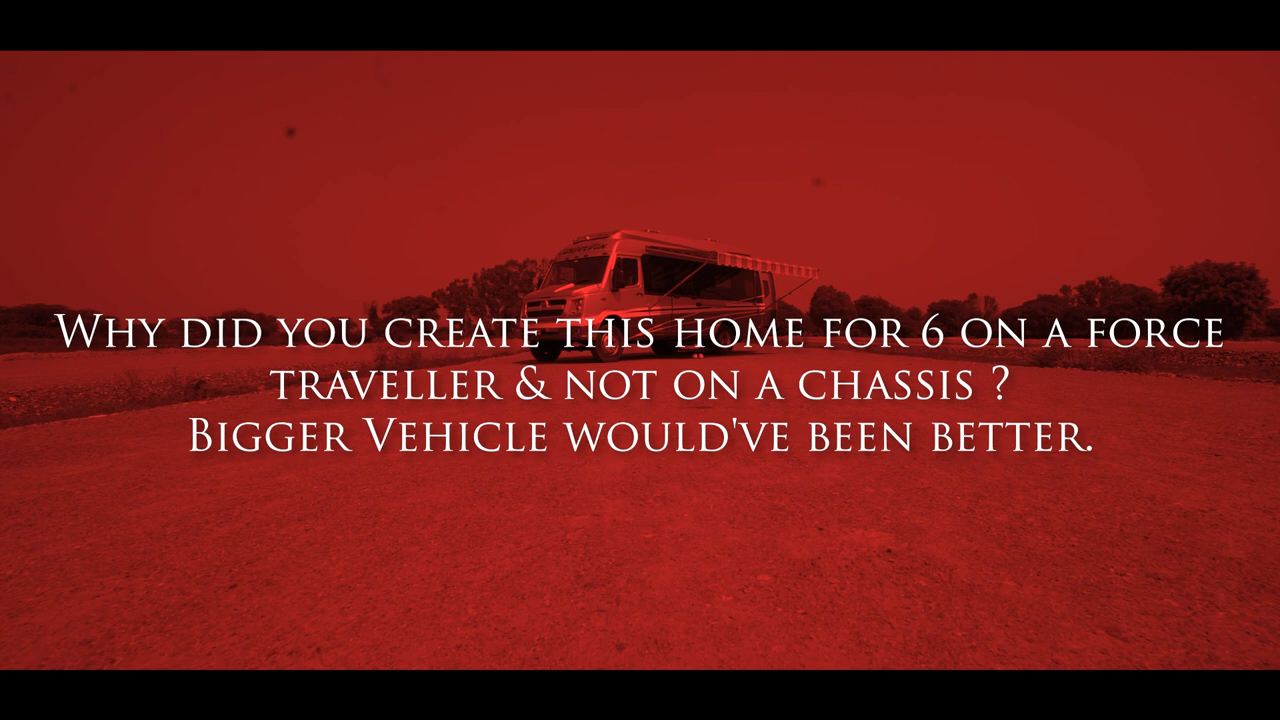 Why did you create this home for 6 on a force
traveller & not on a chassis ?
Bigger Vehicle would've been better.